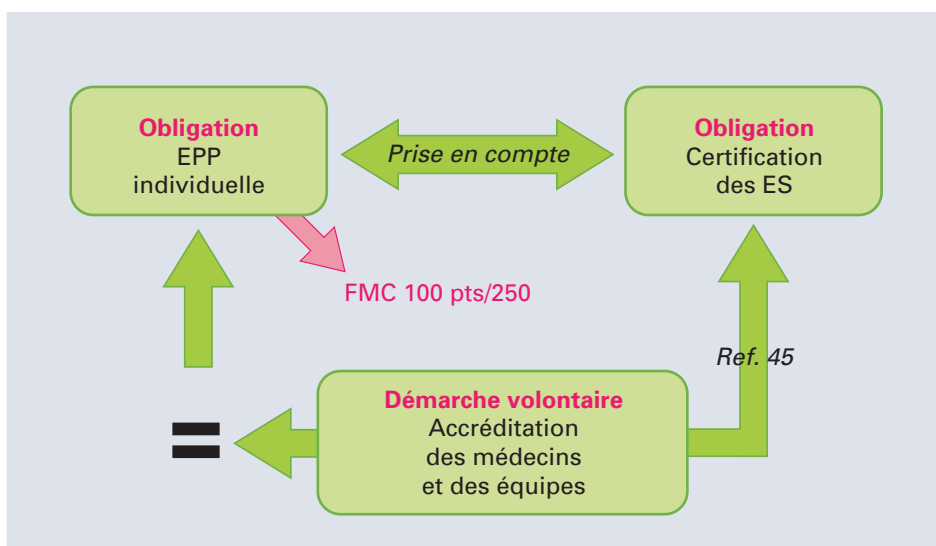 Obligation
EPP
individuelle
Prise en compte
Obligation
Certification
des ES
FMC 100 pts/250
Ref. 45
=
Démarche volontaire
Accréditation
des médecins
et des équipes